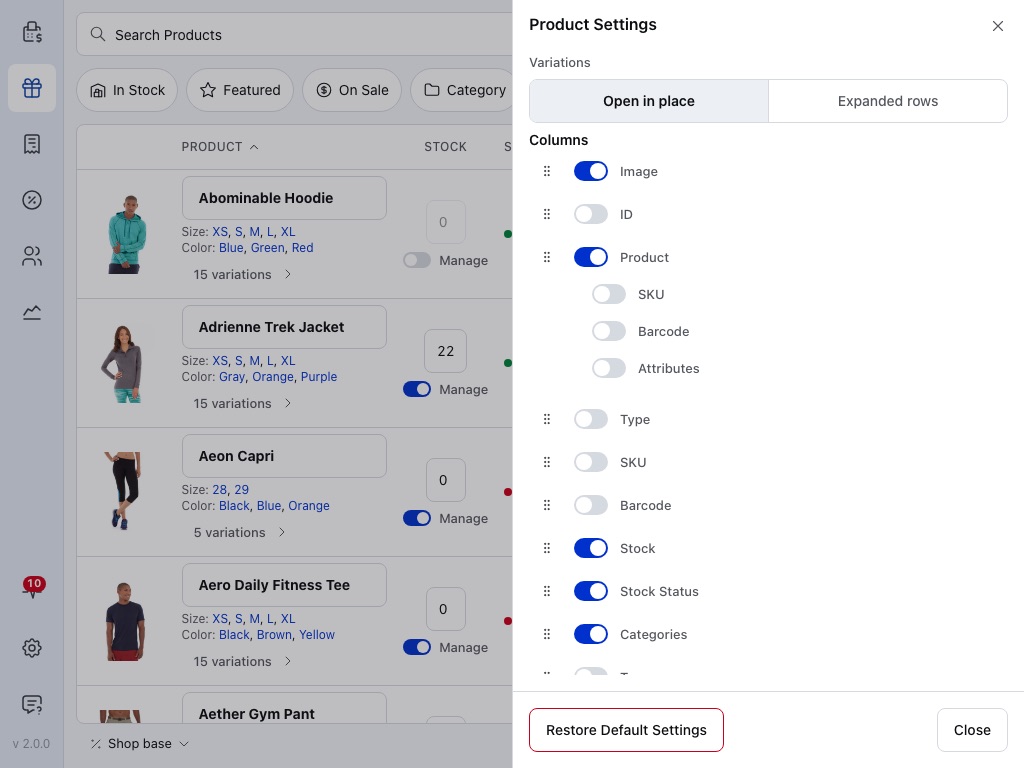 Search Products
In Stock
Featured
On Sale
Category
PRODUCT
STOCK
S
Abominable Hoodie
Size: XS, S, M, L, XL
Color: Blue, Green, Red
15 variations
0
Manage
Adrienne Trek Jacket
Size: XS, S, M, L, XL
Color: Gray, Orange, Purple
15 variations
22
Manage
Aeon Capri
Size: 28, 29
Color: Black, Blue, Orange
5 variations
0
Manage
Aero Daily Fitness Tee
Size: XS, S, M, L, XL
Color: Black, Brown, Yellow
15 variations
0
Manage
Aether Gym Pant
10
v 2.0.0
Shop base
Product Settings
Variations
Open in place
Expanded rows
Columns
Image
ID
Product
SKU
Barcode
Attributes
Type
SKU
Barcode
Stock
Stock Status
Categories
Restore Default Settings
Close